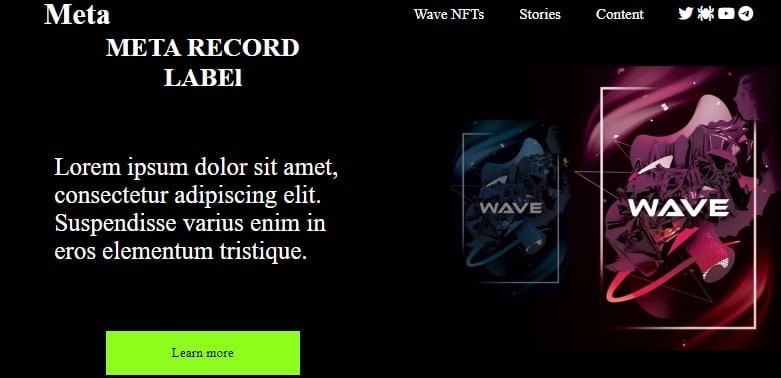 Meta
Wave NFTs Stories Content
META RECORD
LABEl
Lorem ipsum dolor sit amet,
consectetur adipiscing elit.
Suspendisse varius enim in
eros elementum tristique.
WAVE
WAVE
Learn more